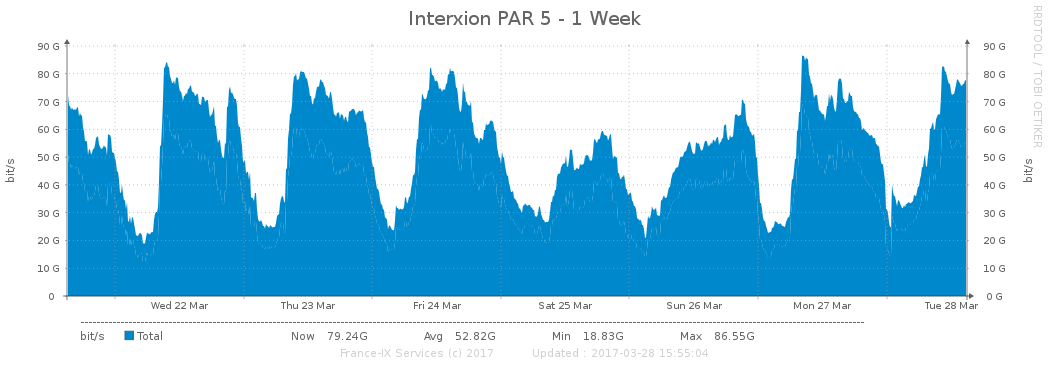 Interxion PAR 5 - 1 Week
RRDTOOL / TOBI OETIKER
90 G 90 G
80 G 80 G
70 G 70 G
60 G 60 G
50 G 50 G
40 G 40 G
30 G 30 G
20 G 20 G
10 G 10 G
0 0 G
bit/s bit/s
Wed 22 Mar Thu 23 Mar Fri 24 Mar Sat 25 Mar Sun 26 Mar Mon 27 Mar Tue 28 Mar
bit/s Total Now 79.24G Avg 52.82G Min 18.83G Max 86.55G
France-IX Services (c) 2017 Updated : 2017-03-28 15:55:04